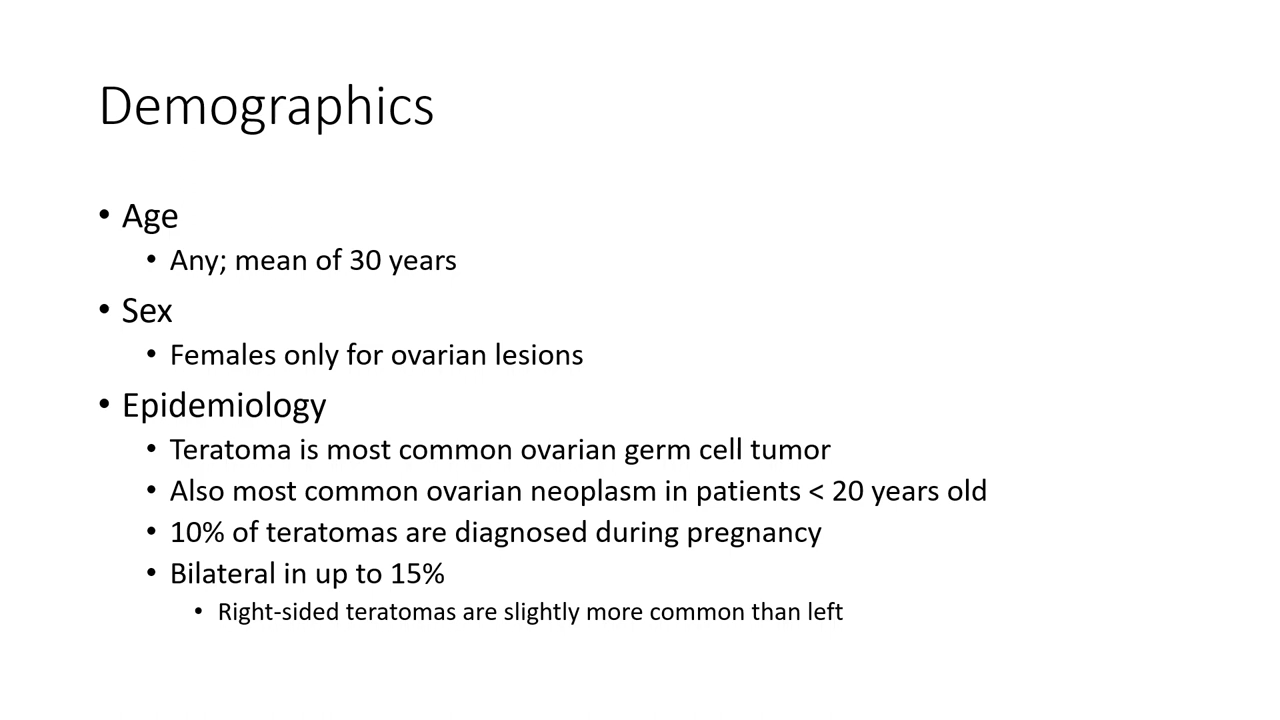 Demographics
• Age
• Any; mean of 30 years
• Sex
• Females only for ovarian lesions
• Epidemiology
• Teratoma is most common ovarian germ cell tumor
• Also most common ovarian neoplasm in patients < 20 years old
• 10% of teratomas are diagnosed during pregnancy
• Bilateral in up to 15%
• Right-sided teratomas are slightly more common than left